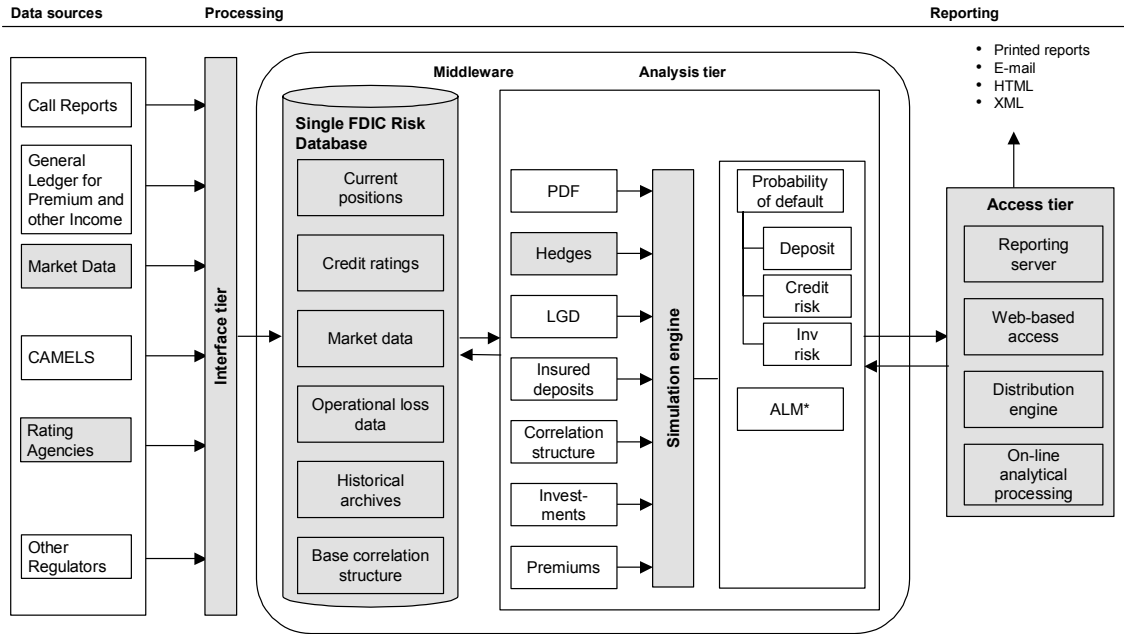 Data sources
Processing
Reporting
Call Reports
General
Ledger for
Premium and
other Income
Market Data
CAMELS
Rating
Agencies
Other
Regulators
Interface tier
Middleware
Single FDIC Risk
Database
Current
positions
Credit ratings
Market data
Operational loss
data
Historical
archives
Base correlation
structure
Analysis tier
PDF
Hedges
LGD
Insured
deposits
Correlation
structure
Invest-
ments
Premiums
Simulation engine
Probability
of default
Deposit
Credit
risk
Inv
risk
ALM*
• Printed reports
• E-mail
• HTML
• XML
Access tier
Reporting
server
Web-based
access
Distribution
engine
On-line
analytical
processing